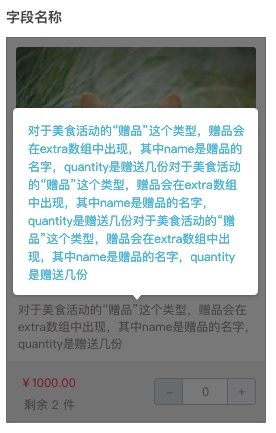 字段名称
对于美食活动的“赠品”这个类型，赠品会
在extra数组中出现，其中name是赠品的
名字，quantity是赠送几份对于美食活动
的“赠品”这个类型，赠品会在extra数组
中出现，其中name是赠品的名字，
quantity是赠送几份对于美食活动的“赠
品”这个类型，赠品会在extra数组中出
现，其中name是赠品的名字，quantity
是赠送几份
对于美食活动的“赠品”这个类型，赠品会在
extra数组中出现，其中name是赠品的名字，
quantity是赠送几份
￥1000.00
剩余 2 件
- 0 +